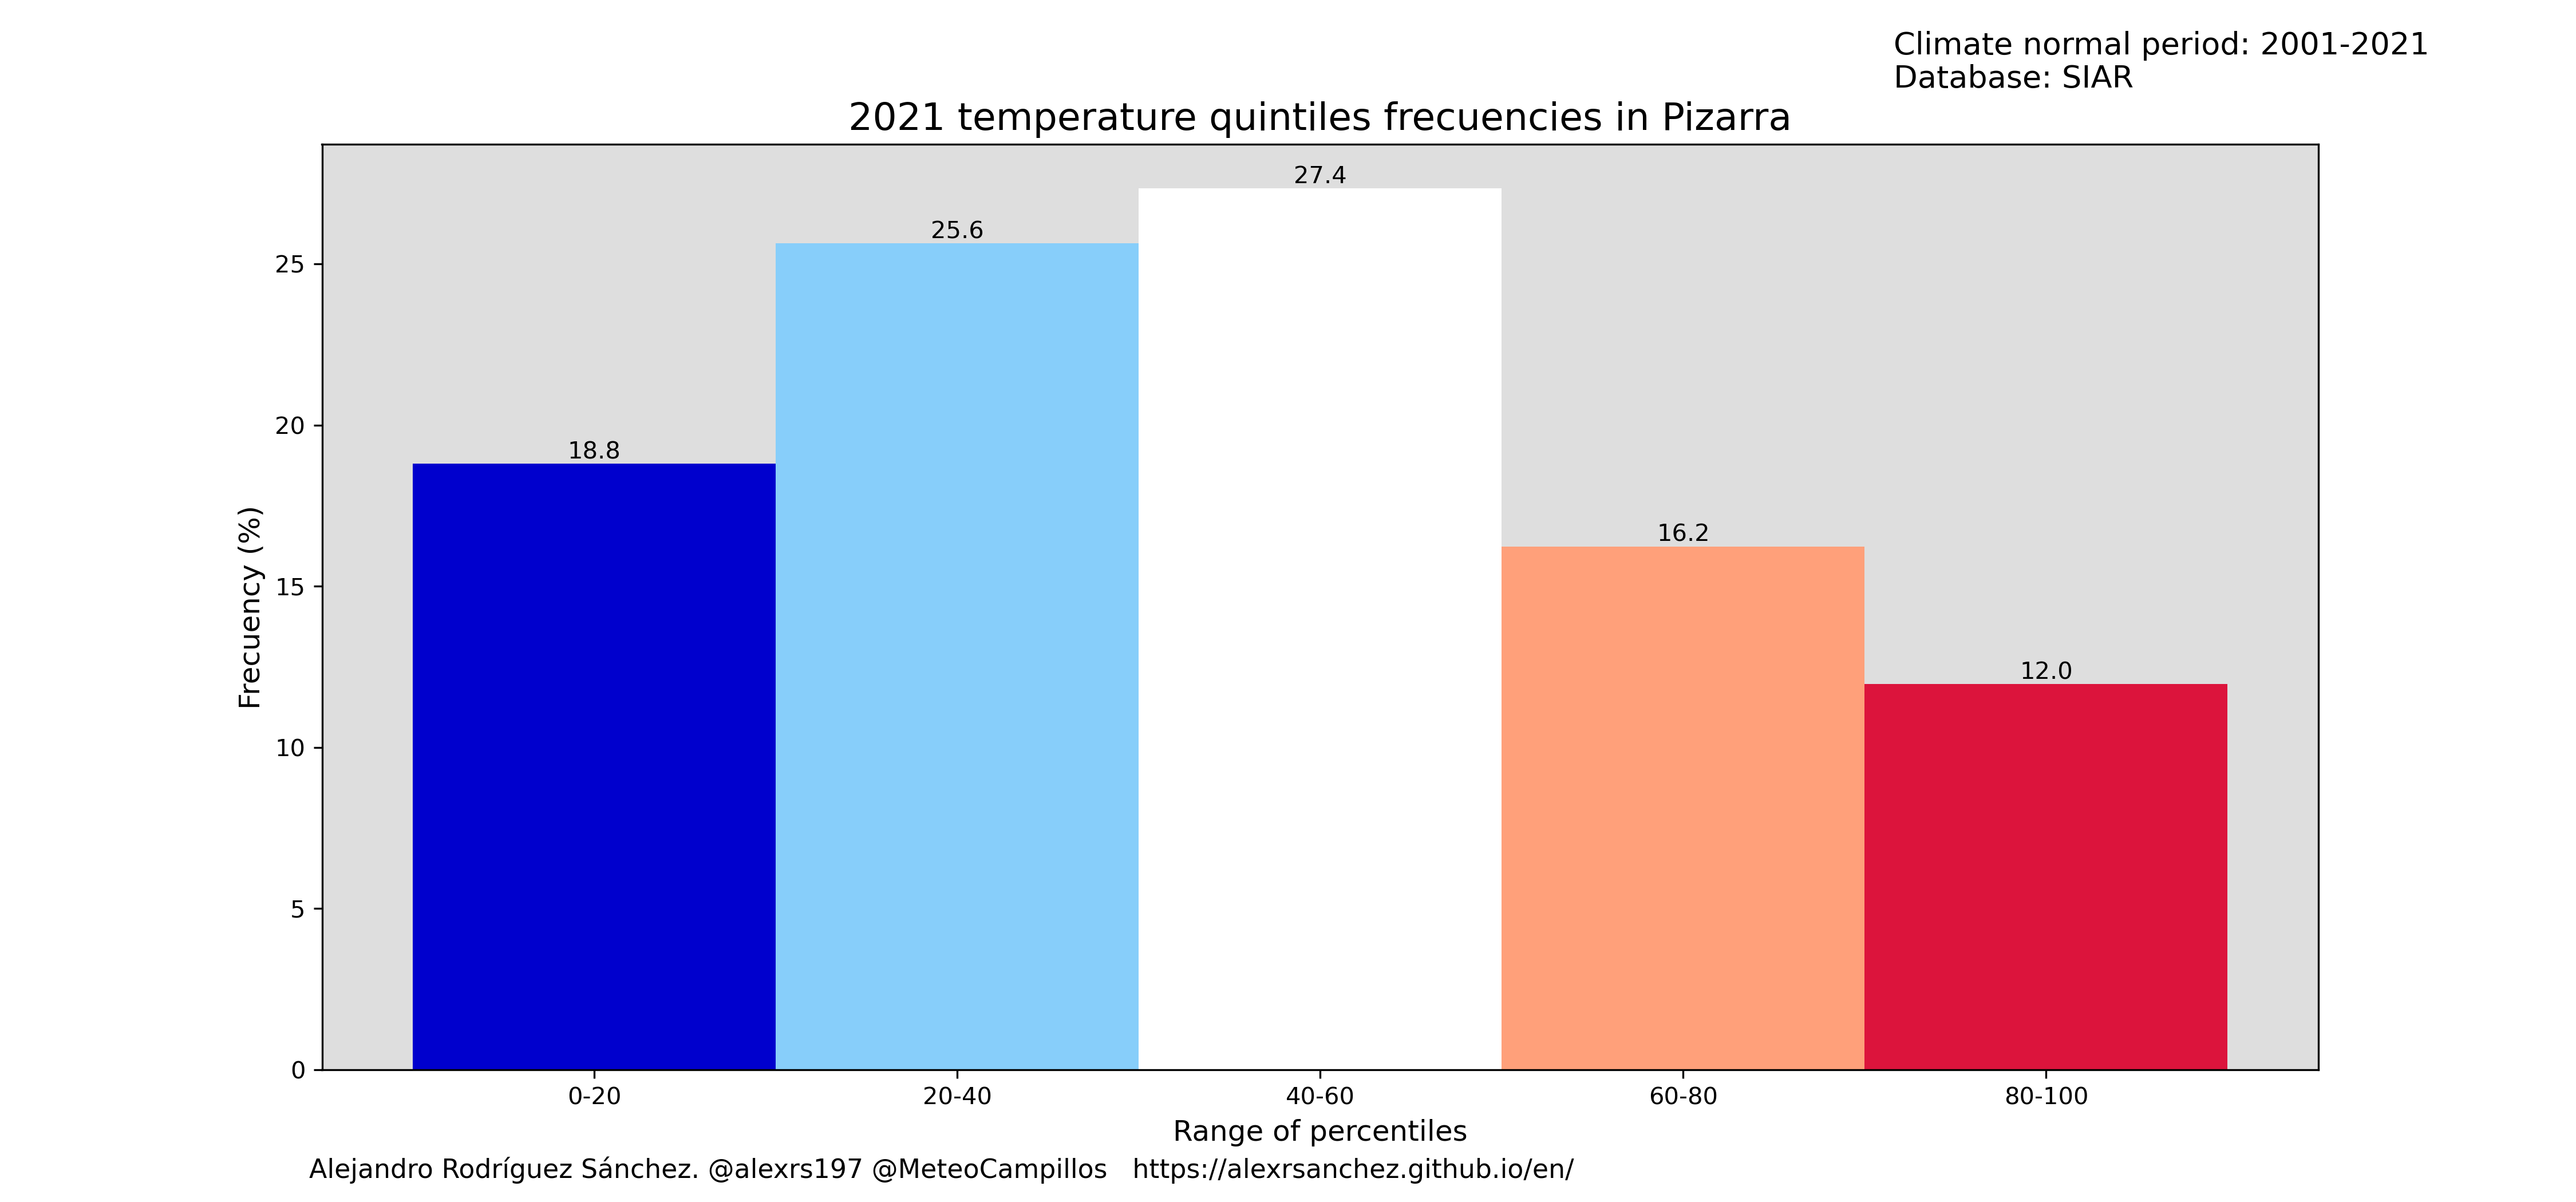 Climate normal period: 2001-2021
Database: SIAR
2021 temperature quintiles frecuencies in Pizarra
27.4
25.6
25
20
18.8
16.2
15
12.0
10
5
0
Frecuency (%)
0-20 20-40 40-60 60-80 80-100
Range of percentiles
Alejandro Rodríguez Sánchez. @alexrs197 @MeteoCampillos https://alexrsanchez.github.io/en/